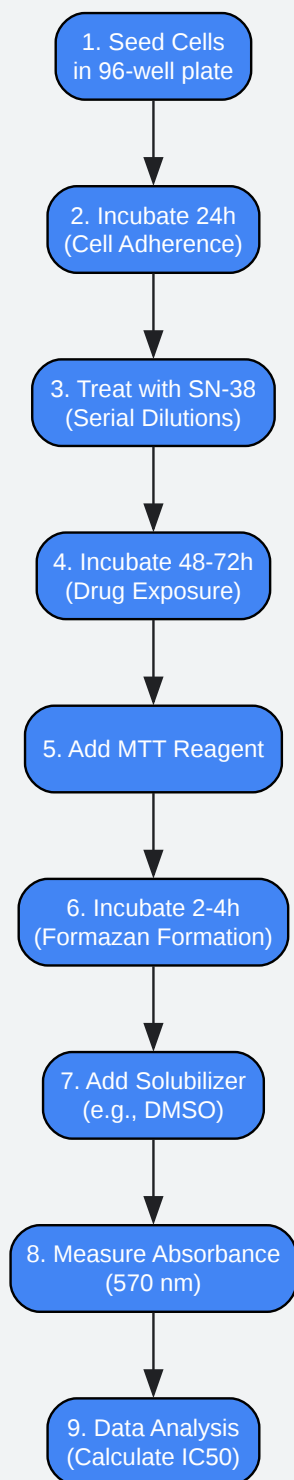 1. Seed Cells
in 96-well plate
2. Incubate 24h
(Cell Adherence)
3. Treat with SN-38
(Serial Dilutions)
4. Incubate 48-72h
(Drug Exposure)
5. Add MTT Reagent
6. Incubate 2-4h
(Formazan Formation)
7. Add Solubilizer
(e.g., DMSO)
8. Measure Absorbance
(570 nm)
9. Data Analysis
(Calculate IC50)